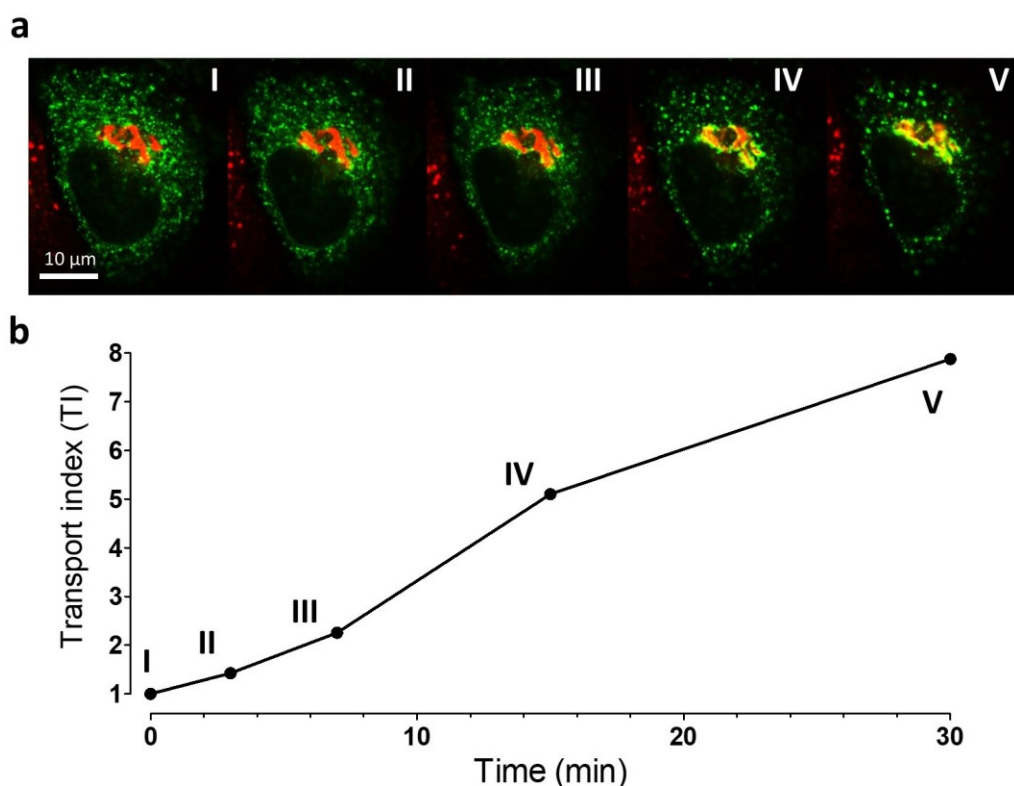 a
I II III IV V
10 µm
b
Transport index (TI)
8
7
6
5
4
3
2
1
I
II
III
IV
V
0 10 20 30
Time (min)